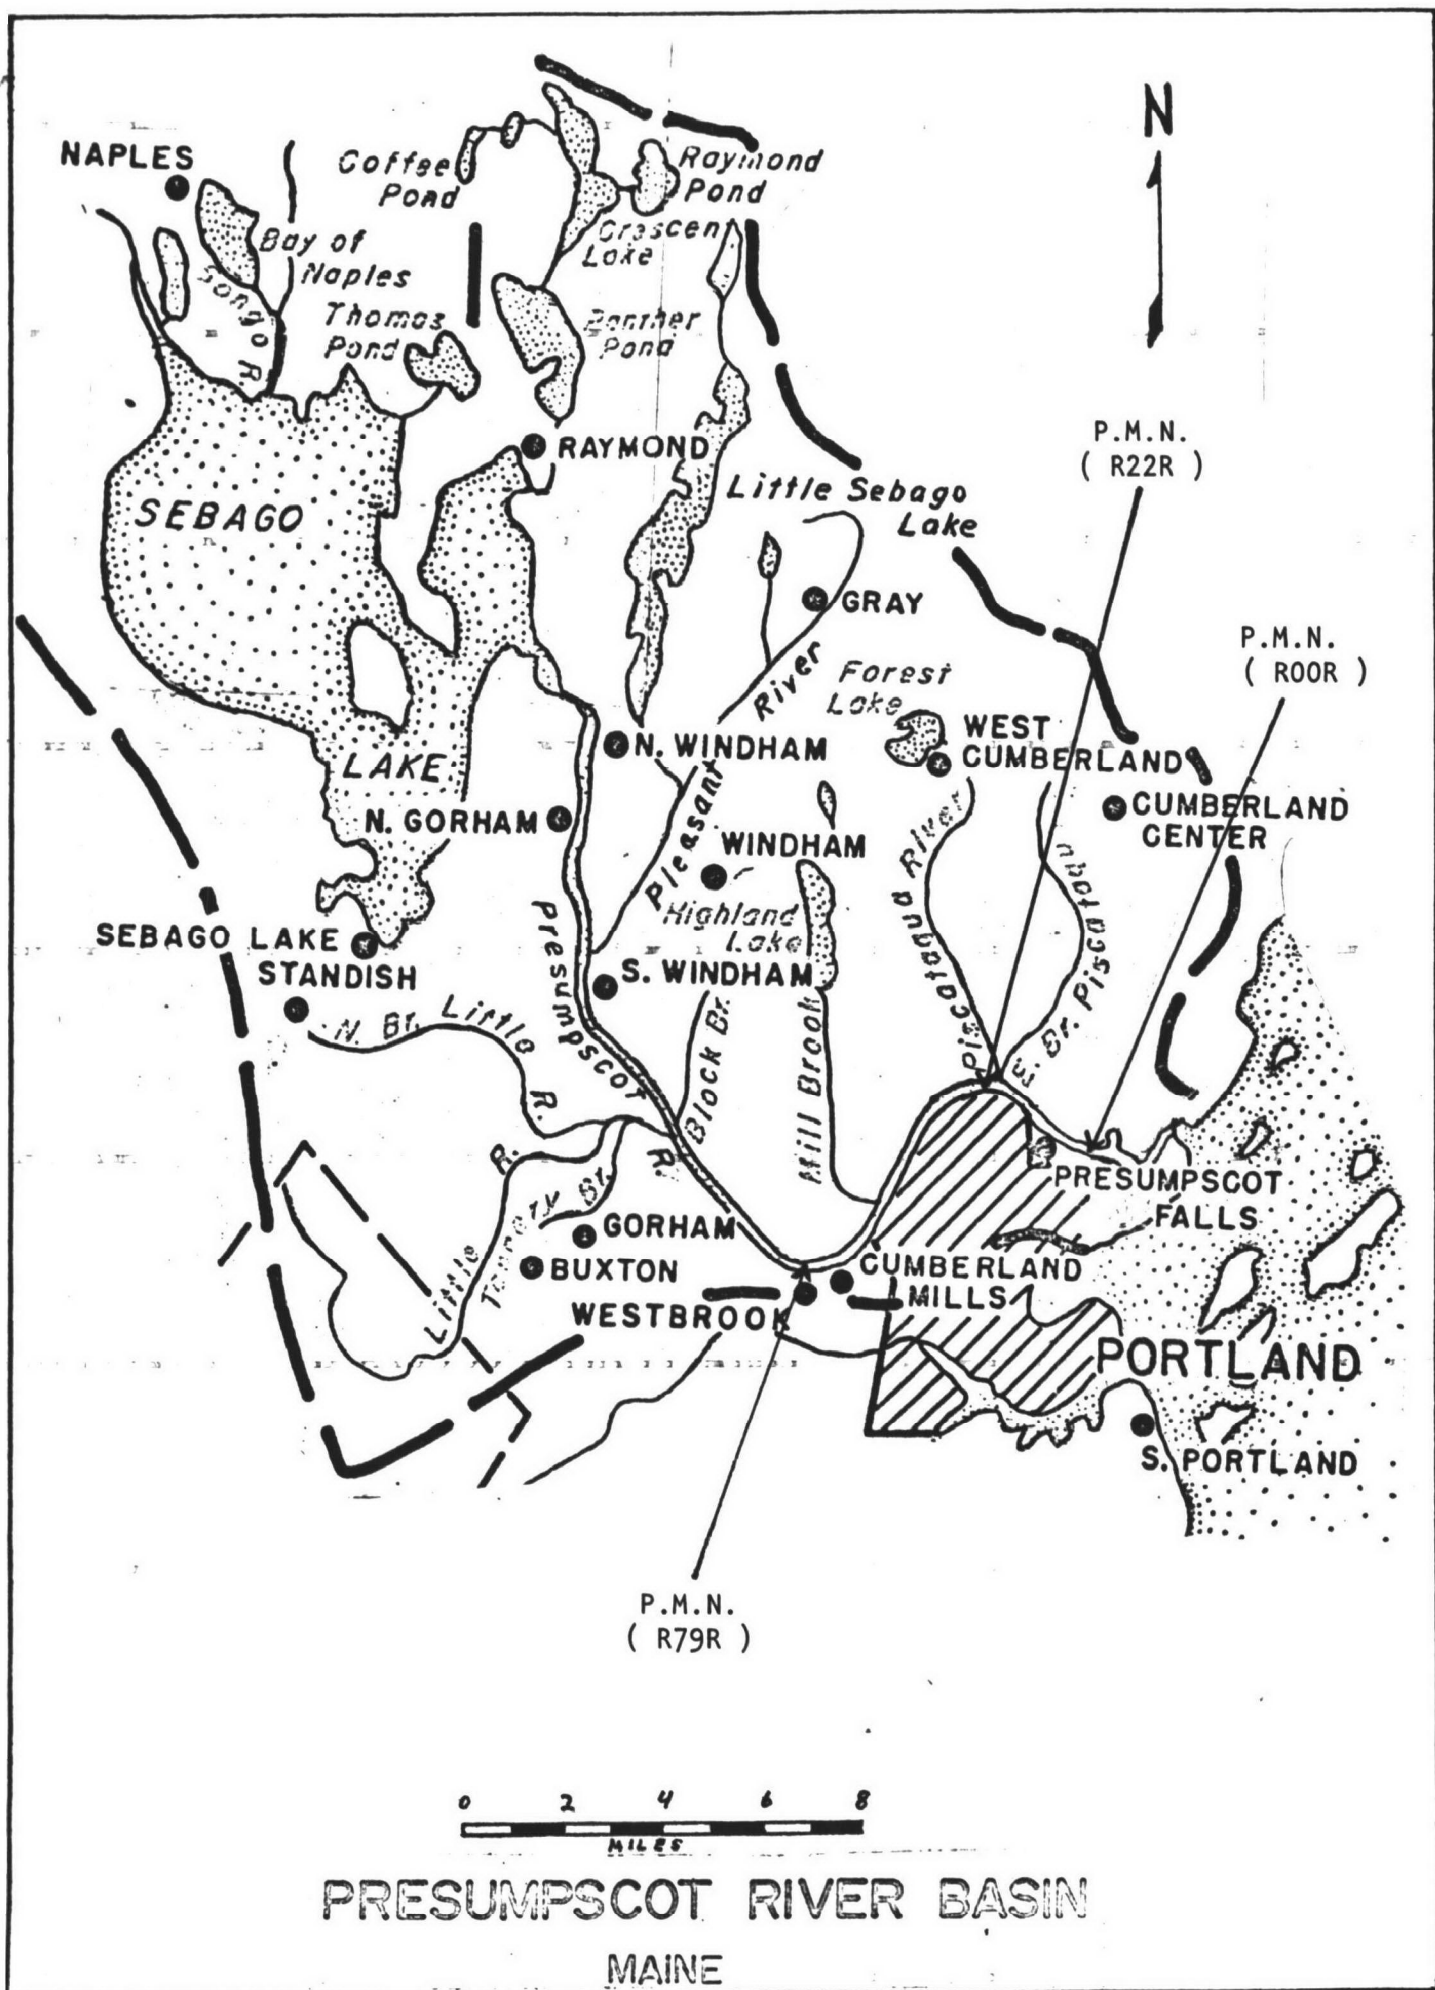 N
NAPLES
Coffee
Pond
Raymond
Pond
Crescent
Lake
Bay of
Naples
Songo R.
Thomas
Pond
Panther
Pond
RAYMOND
SEBAGO
Little Sebago
Lake
P.M.N.
( R22R )
GRAY
P.M.N.
( R00R )
Pleasant River
Forest
Lake
N. WINDHAM
WEST
CUMBERLAND
LAKE
N. GORHAM
CUMBERLAND
CENTER
WINDHAM
Highland
Lake
Piscataqua River
E. Br. Piscataqu
SEBAGO LAKE
STANDISH
S. WINDHAM
Presumpscot R.
N. Br. Little R.
Block Br.
Mill Brook
PRESUMPSCOT
FALLS
Little R.
Br.
GORHAM
BUXTON
CUMBERLAND
MILLS
WESTBROOK
PORTLAND
S. PORTLAND
P.M.N.
( R79R )
0 2 4 6 8
MILES
PRESUMPSCOT RIVER BASIN
MAINE